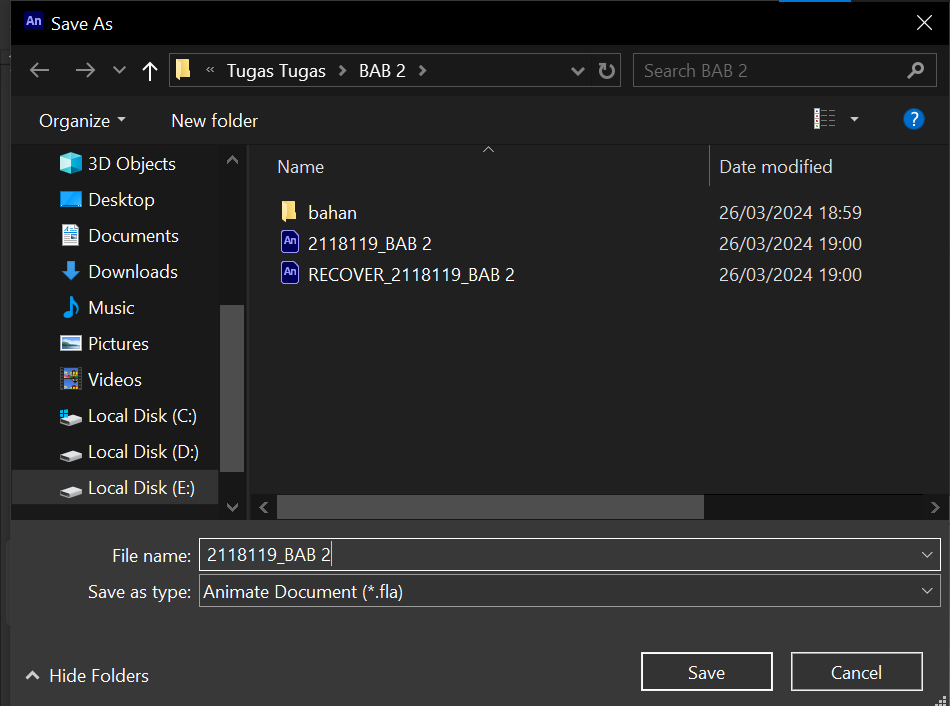 An Save As
« Tugas Tugas > BAB 2 > Search BAB 2
Organize New folder ?
Name Date modified
3D Objects
Desktop
Documents
Downloads
Music
Pictures
Videos
Local Disk (C:)
Local Disk (D:)
Local Disk (E:)
bahan 26/03/2024 18:59
An 2118119_BAB 2 26/03/2024 19:00
An RECOVER_2118119_BAB 2 26/03/2024 19:00
File name: 2118119_BAB 2
Save as type: Animate Document (*.fla)
Hide Folders Save Cancel